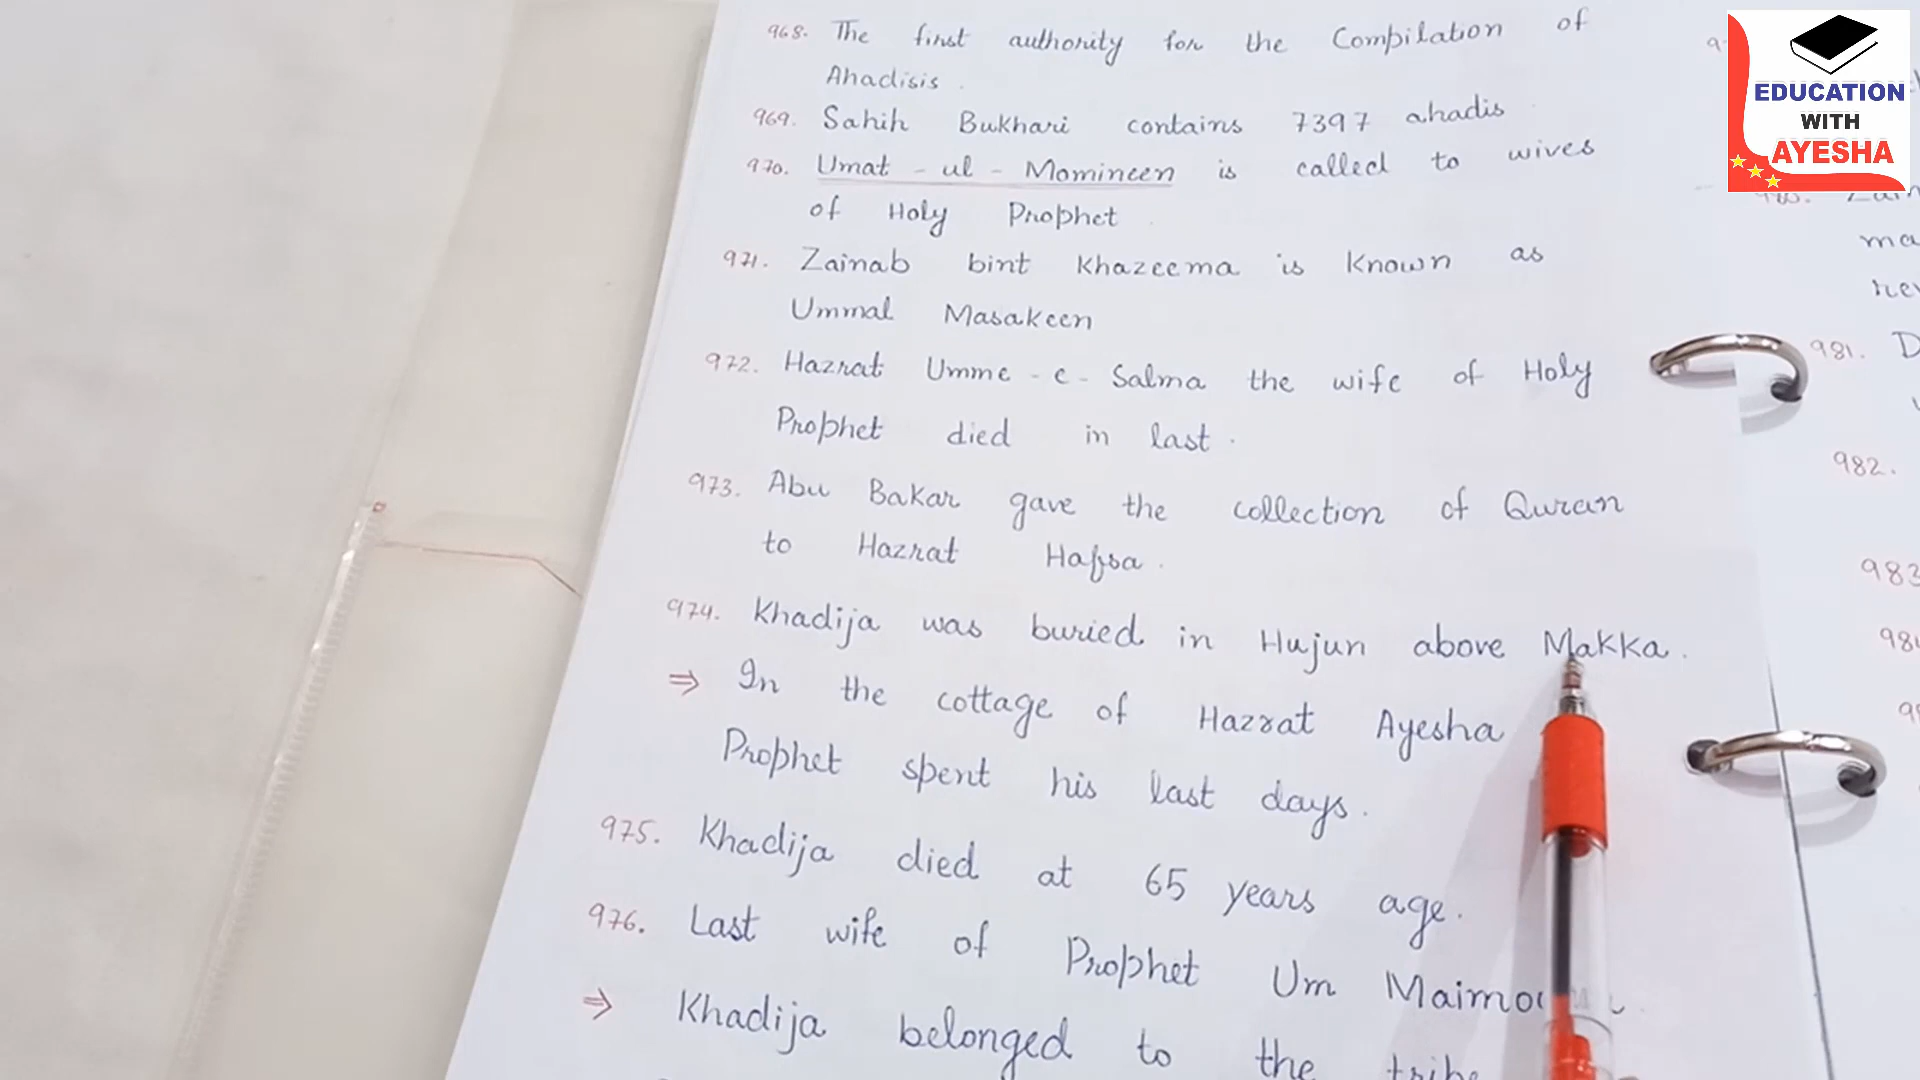 968. The first authority for the Compilation of
Ahadisis.
969. Sahih Bukhari contains 7397 ahadis
970. Umat-ul-Momineen is called to wives
of Holy Prophet
971. Zainab bint Khazeema is known as
Ummal Masakeen
972. Hazrat Umme-e-Salma the wife of Holy
Prophet died in last.
973. Abu Bakar gave the collection of Quran
to Hazrat Hafsa.
974. Khadija was buried in Hujun above Makka.
⇒ In the cottage of Hazrat Ayesha
Prophet spent his last days.
975. Khadija died at 65 years age.
976. Last wife of Prophet Um
⇒ Khadija belonged to the tribe
EDUCATION
WITH
AYESHA
981.
982.
983